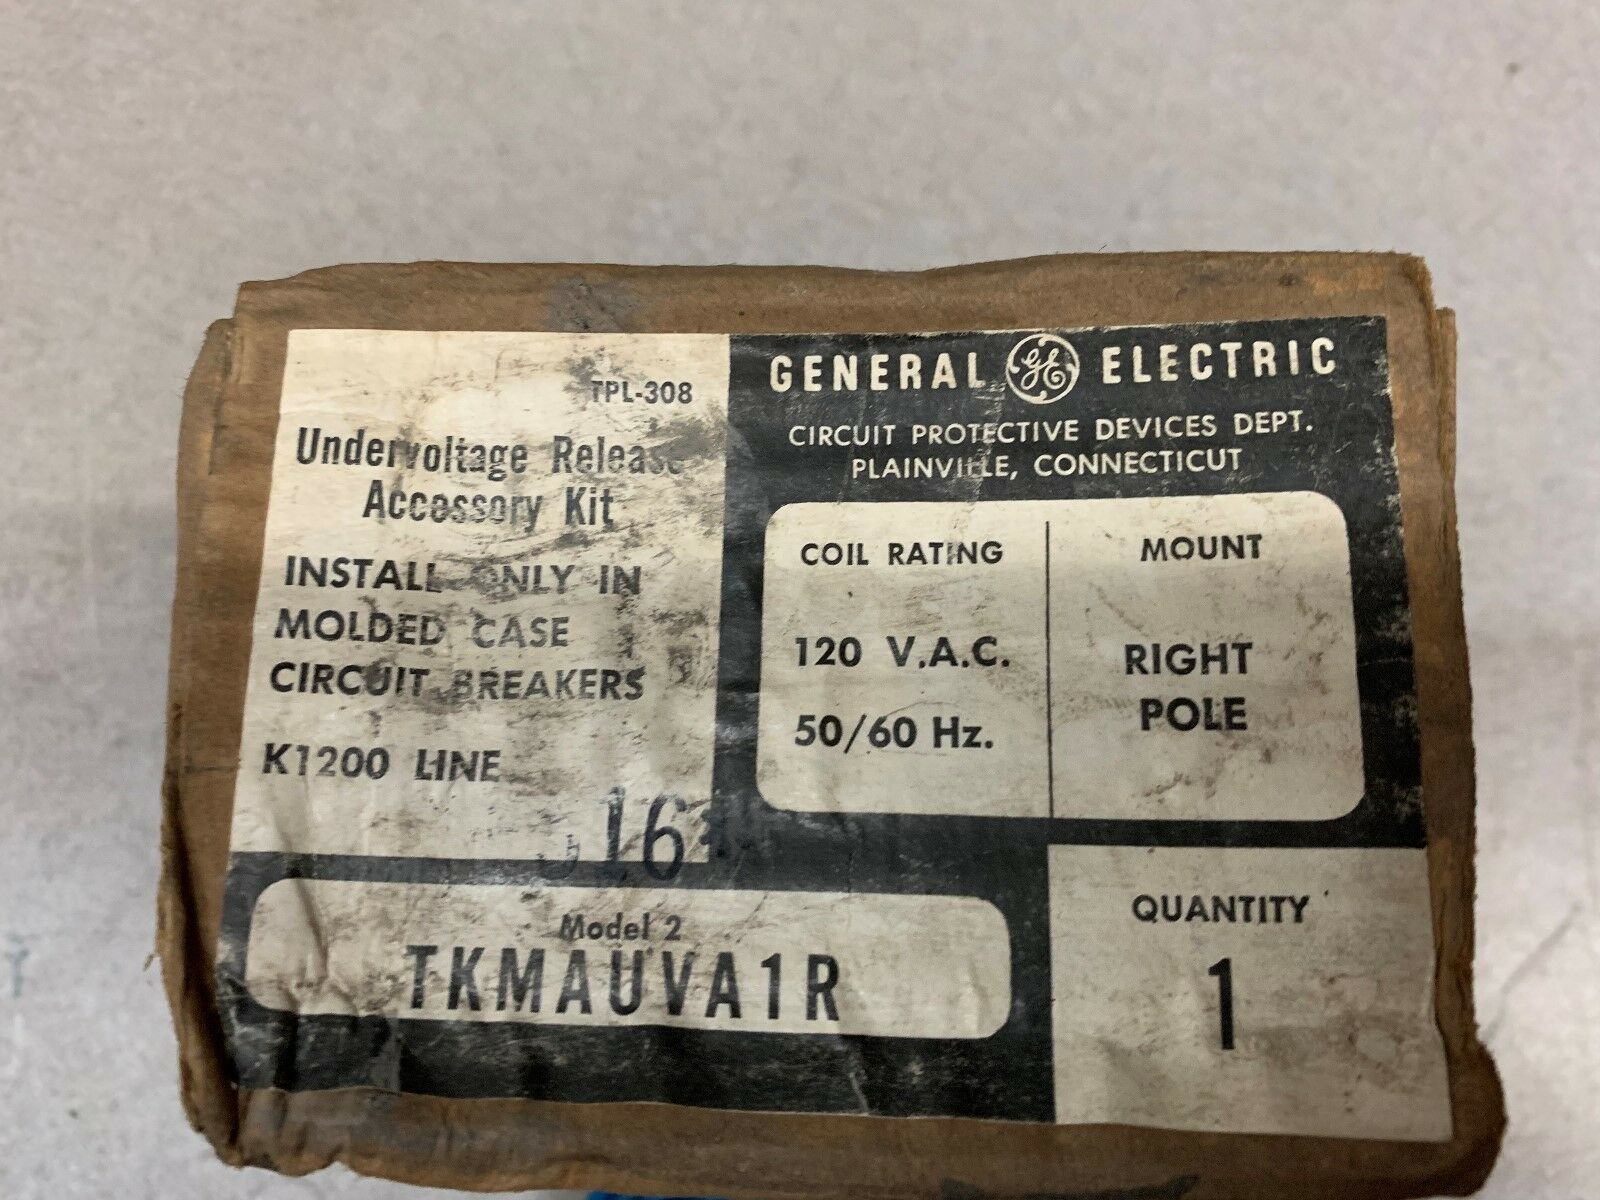 TPL-308
Undervoltage Release
Accessory Kit
INSTALL ONLY IN
MOLDED CASE
CIRCUIT BREAKERS
K1200 LINE
16
Model 2
TKMAUVA1R
GENERAL GE ELECTRIC
CIRCUIT PROTECTIVE DEVICES DEPT.
PLAINVILLE, CONNECTICUT
COIL RATING
120 V.A.C.
50/60 Hz.
MOUNT
RIGHT
POLE
QUANTITY
1